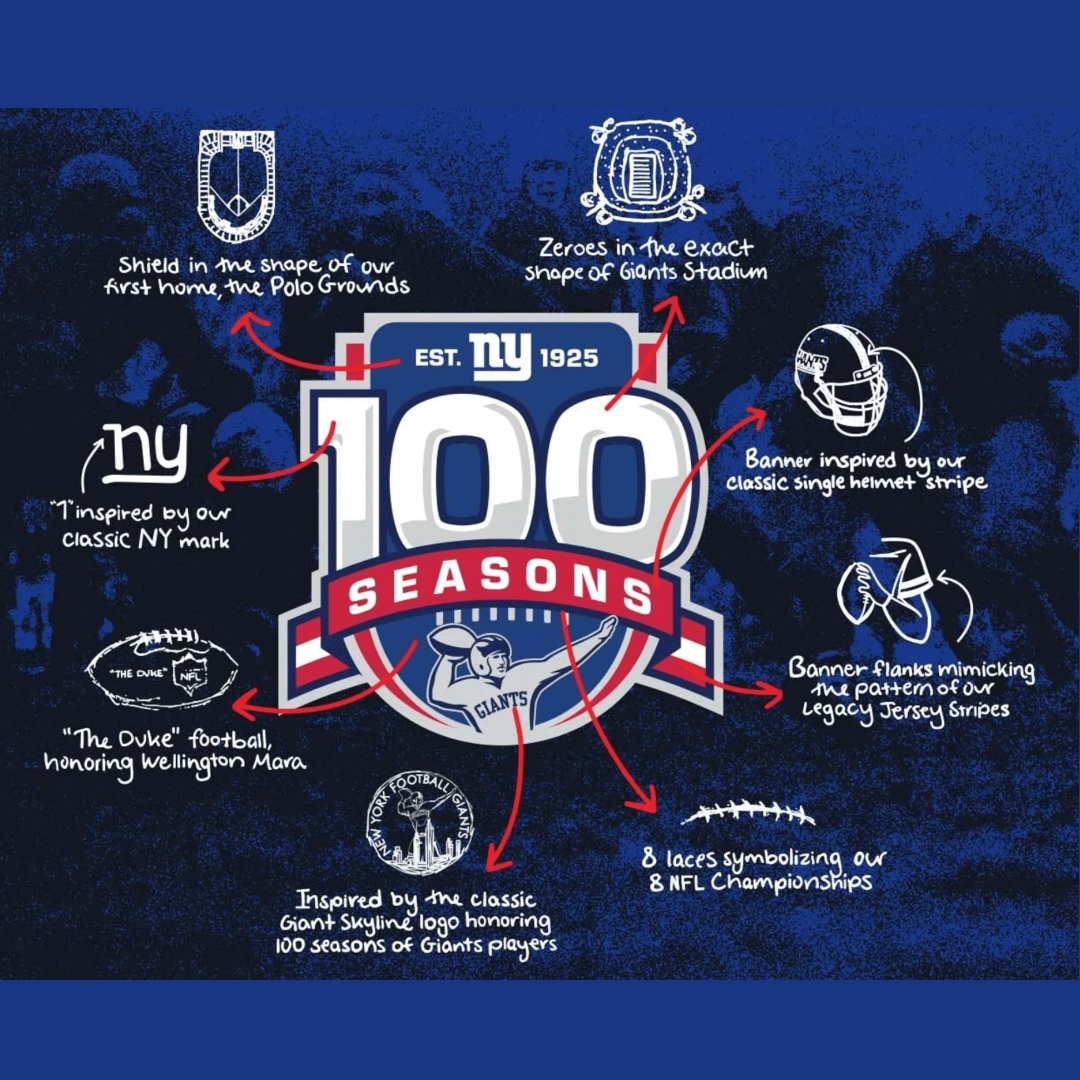 Shield in the shape of our
first home, the Polo Grounds
Zeroes in the exact
shape of Giants Stadium
EST. ny 1925
100
SEASONS
GIANTS
GIANTS
Banner inspired by our
classic single helmet stripe
ny
"1" inspired by our
classic NY mark
Banner flanks mimicking
the pattern of our
Legacy Jersey Stripes
"THE DUKE" NFL
"The Duke" football,
honoring Wellington Mara
NEW YORK FOOTBALL GIANTS
Inspired by the classic
Giant Skyline logo honoring
100 seasons of Giants players
8 laces symbolizing our
8 NFL Championships